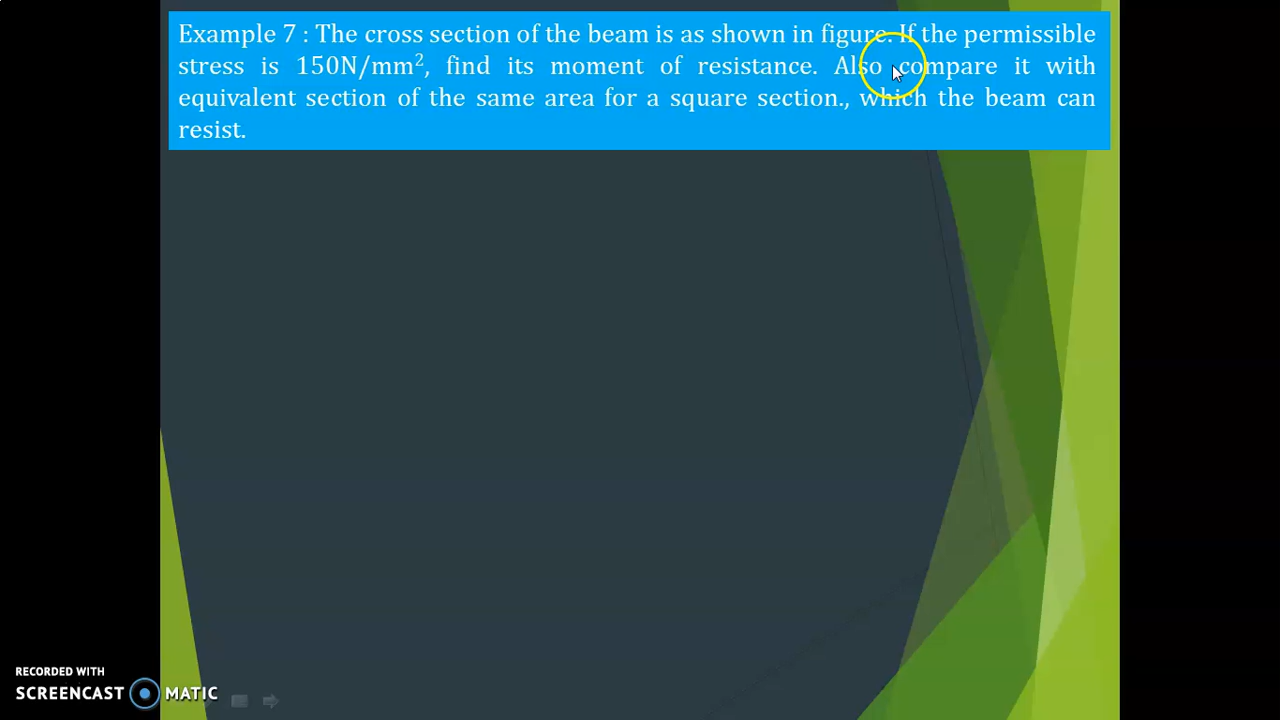 Example 7 : The cross section of the beam is as shown in figure. If the permissible
stress is 150N/mm², find its moment of resistance. Also compare it with
equivalent section of the same area for a square section., which the beam can
resist.
RECORDED WITH
SCREENCAST MATIC